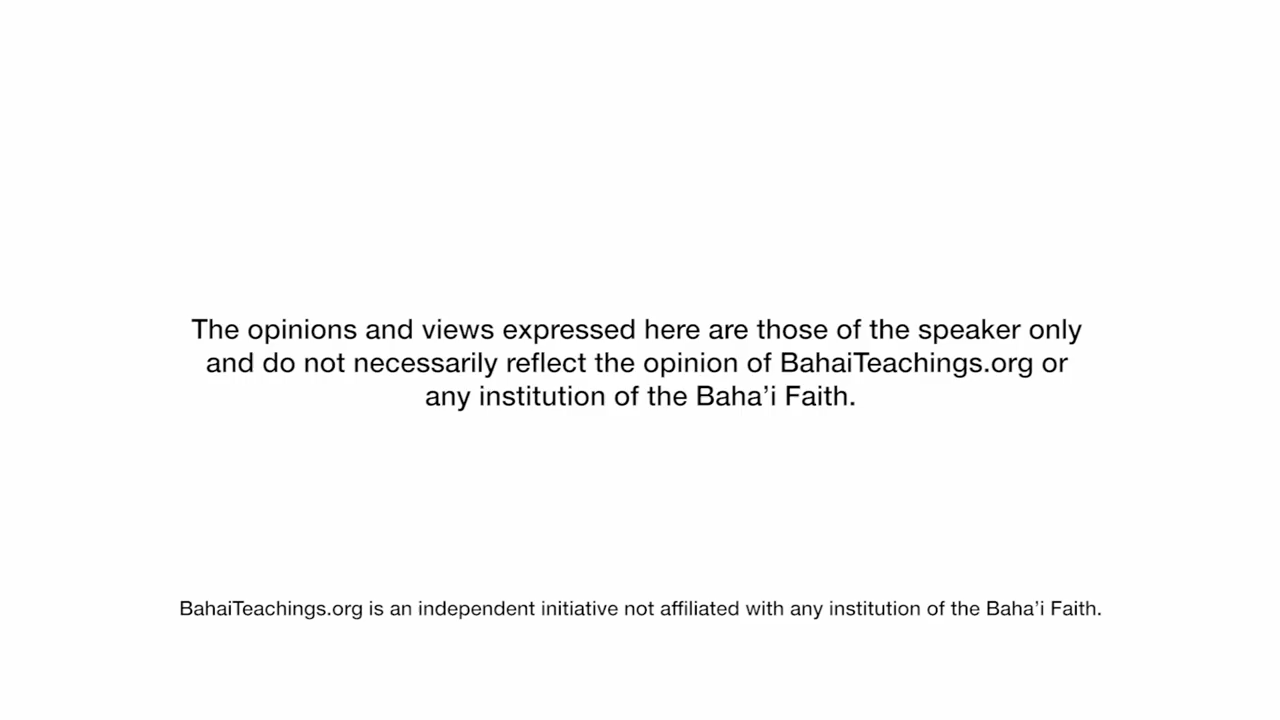 The opinions and views expressed here are those of the speaker only
and do not necessarily reflect the opinion of BahaiTeachings.org or
any institution of the Baha’i Faith.
BahaiTeachings.org is an independent initiative not affiliated with any institution of the Baha’i Faith.